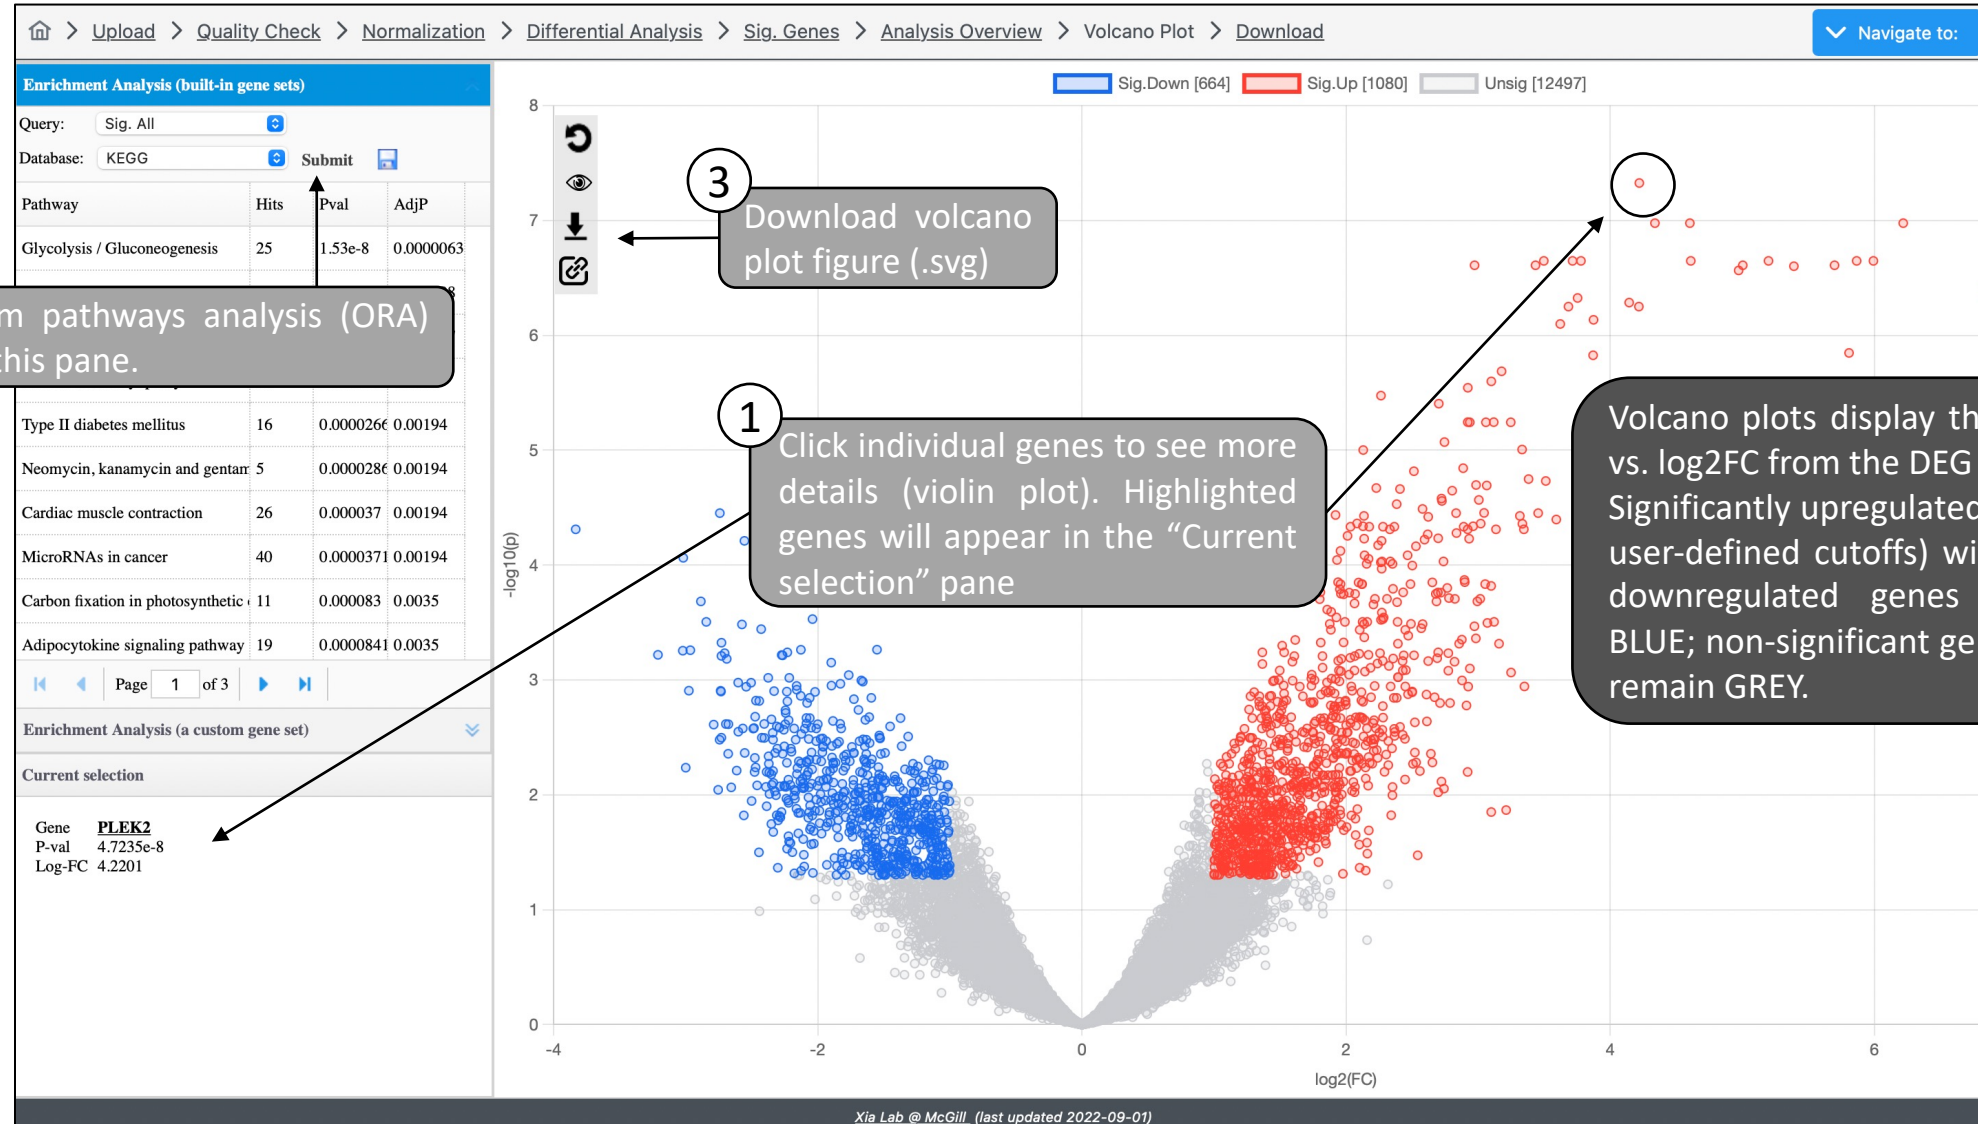 Upload > Quality Check > Normalization > Differential Analysis > Sig. Genes > Analysis Overview > Volcano Plot > Download
Navigate to:
Enrichment Analysis (built-in gene sets)
Query: Sig. All
Database: KEGG Submit
Pathway Hits Pval AdjP
Glycolysis / Gluconeogenesis 25 1.53e-8 0.0000063
8
m pathways analysis (ORA)
this pane.
Type II diabetes mellitus 16 0.0000266 0.00194
Neomycin, kanamycin and gentam 5 0.0000286 0.00194
Cardiac muscle contraction 26 0.000037 0.00194
MicroRNAs in cancer 40 0.0000371 0.00194
Carbon fixation in photosynthetic 11 0.000083 0.0035
Adipocytokine signaling pathway 19 0.0000841 0.0035
Page 1 of 3
Enrichment Analysis (a custom gene set)
Current selection
Gene PLEK2
P-val 4.7235e-8
Log-FC 4.2201
Sig.Down [664] Sig.Up [1080] Unsig [12497]
8
7
6
5
4
3
2
1
0
-log10(p)
-4 -2 0 2 4 6
log2(FC)
3
Download volcano
plot figure (.svg)
1
Click individual genes to see more
details (violin plot). Highlighted
genes will appear in the “Current
selection” pane
Volcano plots display th
vs. log2FC from the DEG
Significantly upregulated
user-defined cutoffs) wi
downregulated genes
BLUE; non-significant ge
remain GREY.
Xia Lab @ McGill (last updated 2022-09-01)